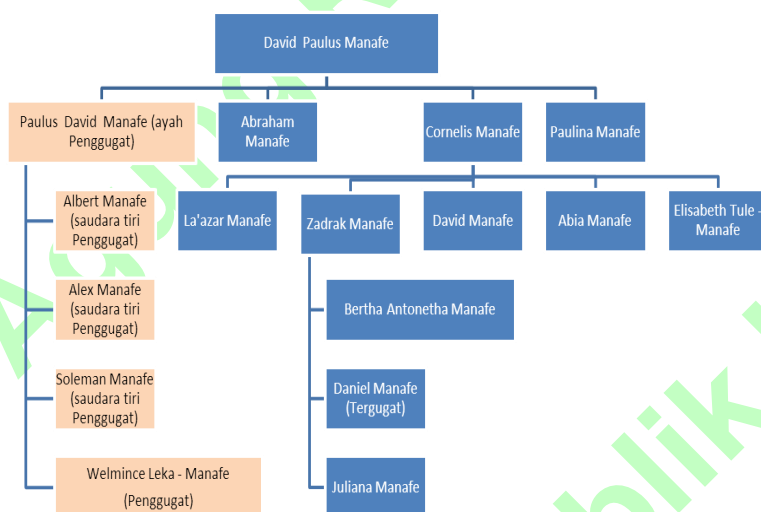 David Paulus Manafe
Paulus David Manafe (ayah
Penggugat)
Abraham
Manafe
Cornelis Manafe
Paulina Manafe
Albert Manafe
(saudara tiri
Penggugat)
La'azar Manafe
Zadrak Manafe
David Manafe
Abia Manafe
Elisabeth Tule -
Manafe
Alex Manafe
(saudara tiri
Penggugat)
Bertha Antonetha Manafe
Soleman Manafe
(saudara tiri
Penggugat)
Daniel Manafe
(Tergugat)
Welmince Leka - Manafe
(Penggugat)
Juliana Manafe